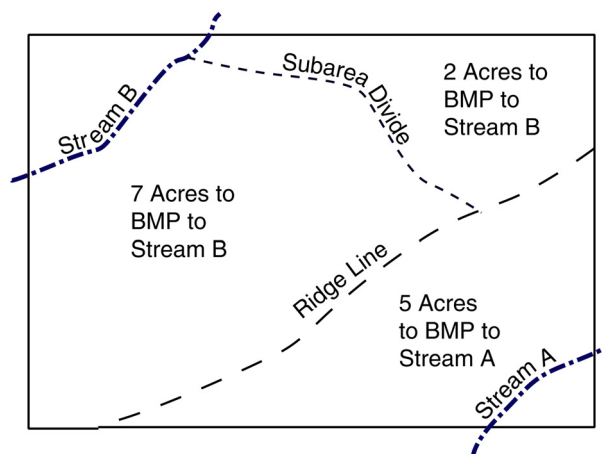 Subarea Divide
2 Acres to
BMP to
Stream B
Stream B
7 Acres to
BMP to
Stream B
Ridge Line
5 Acres
to BMP to
Stream A
Stream A